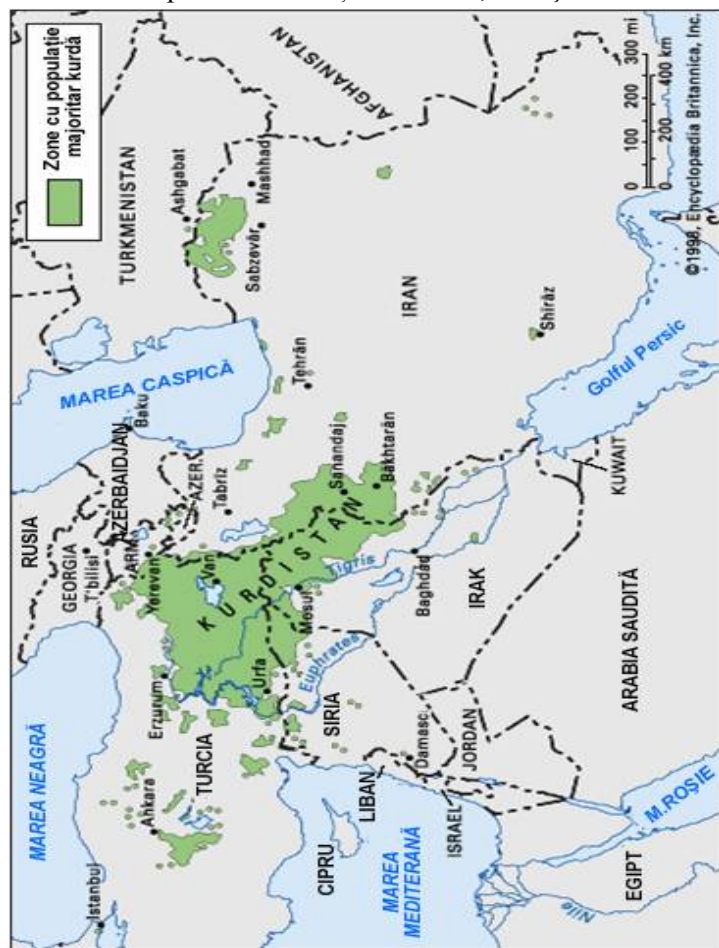 Zone cu populație
majoritar kurdă
RUSIA
MAREA NEAGRĂ
GEORGIA
T'bilisi
Istanbul
ARM.
AZERBAIDJAN
Yerevan
Baku
AZER.
MAREA CASPICĂ
TURKMENISTAN
Ashgabat
Ahkara
Erzurum
TURCIA
Van
Tabrīz
Urfa
KURDISTAN
Mosul
Tehrān
Sabzevār
Mashhad
AFGHANISTAN
CIPRU
SIRIA
Euphrates
Tigris
Sanandaj
Bākhtarān
LIBAN
MAREA
MEDITERANĂ
Damasc
Baghdad
IRAK
IRAN
ISRAEL
JORDAN
Shīrāz
KUWAIT
Golful Persic
EGIPT
Nile
M.ROȘIE
ARABIA SAUDITĂ
0 100 200 300 mi
0 200 400 km
©1998, Encyclopædia Britannica, Inc.